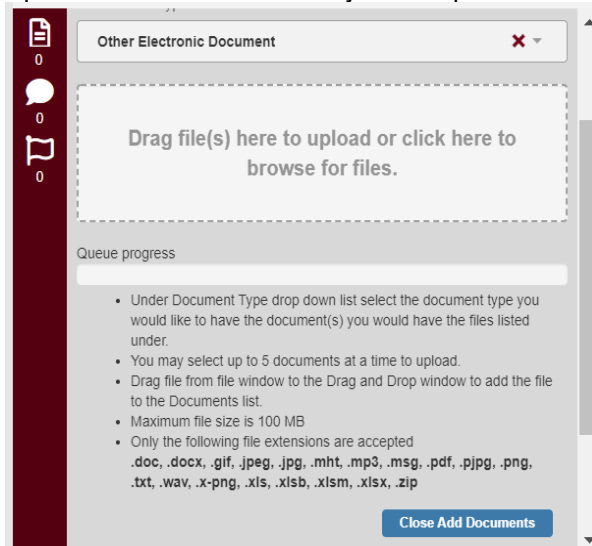 Other Electronic Document
0
0
0
Drag file(s) here to upload or click here to
browse for files.
Queue progress
• Under Document Type drop down list select the document type you
would like to have the document(s) you would have the files listed
under.
• You may select up to 5 documents at a time to upload.
• Drag file from file window to the Drag and Drop window to add the file
to the Documents list.
• Maximum file size is 100 MB
• Only the following file extensions are accepted
.doc, .docx, .gif, .jpeg, .jpg, .mht, .mp3, .msg, .pdf, .pjpg, .png,
.txt, .wav, .x-png, .xls, .xlsb, .xlsm, .xlsx, .zip
Close Add Documents